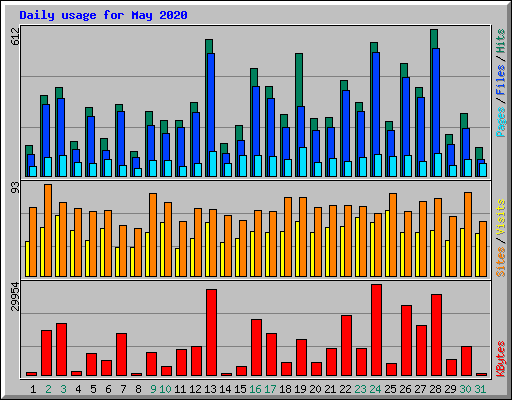 Daily usage for May 2020
612
Pages / Files / Hits
93
Sites / Visits
29954
KBytes
1 2 3 4 5 6 7 8 9 10 11 12 13 14 15 16 17 18 19 20 21 22 23 24 25 26 27 28 29 30 31